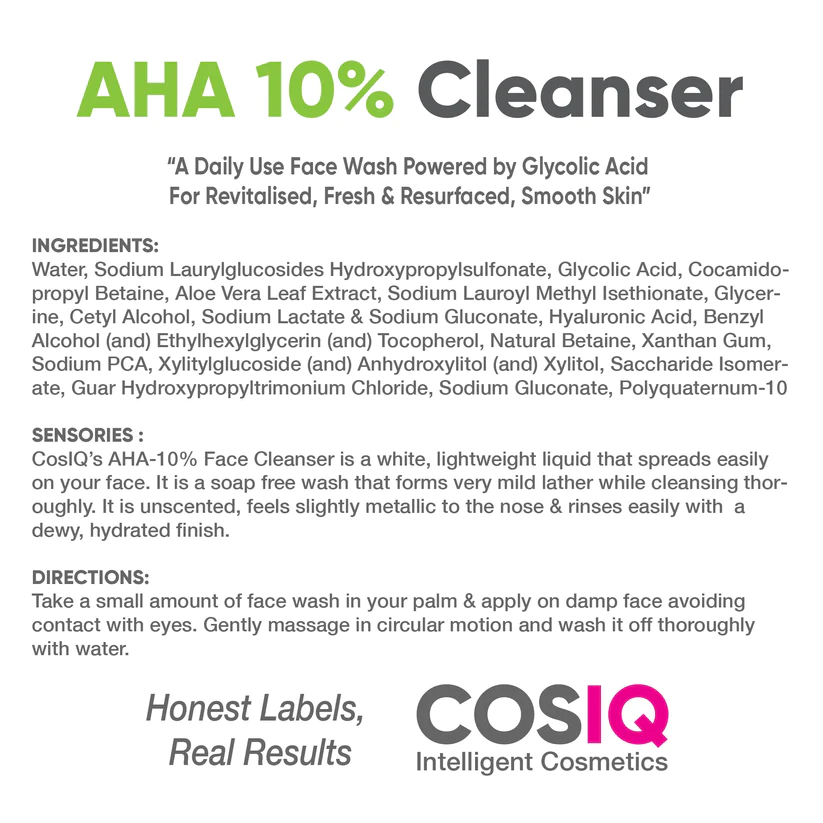 AHA 10% Cleanser
“A Daily Use Face Wash Powered by Glycolic Acid
For Revitalised, Fresh & Resurfaced, Smooth Skin”
INGREDIENTS:
Water, Sodium Laurylglucosides Hydroxypropylsulfonate, Glycolic Acid, Cocamido-
propyl Betaine, Aloe Vera Leaf Extract, Sodium Lauroyl Methyl Isethionate, Glycer-
ine, Cetyl Alcohol, Sodium Lactate & Sodium Gluconate, Hyaluronic Acid, Benzyl
Alcohol (and) Ethylhexylglycerin (and) Tocopherol, Natural Betaine, Xanthan Gum,
Sodium PCA, Xylitylglucoside (and) Anhydroxylitol (and) Xylitol, Saccharide Isomer-
ate, Guar Hydroxypropyltrimonium Chloride, Sodium Gluconate, Polyquaternum-10
SENSORIES :
CosIQ’s AHA-10% Face Cleanser is a white, lightweight liquid that spreads easily
on your face. It is a soap free wash that forms very mild lather while cleansing thor-
oughly. It is unscented, feels slightly metallic to the nose & rinses easily with  a
dewy, hydrated finish.
DIRECTIONS:
Take a small amount of face wash in your palm & apply on damp face avoiding
contact with eyes. Gently massage in circular motion and wash it off thoroughly
with water.
Honest Labels,
Real Results
COSIQ
Intelligent Cosmetics